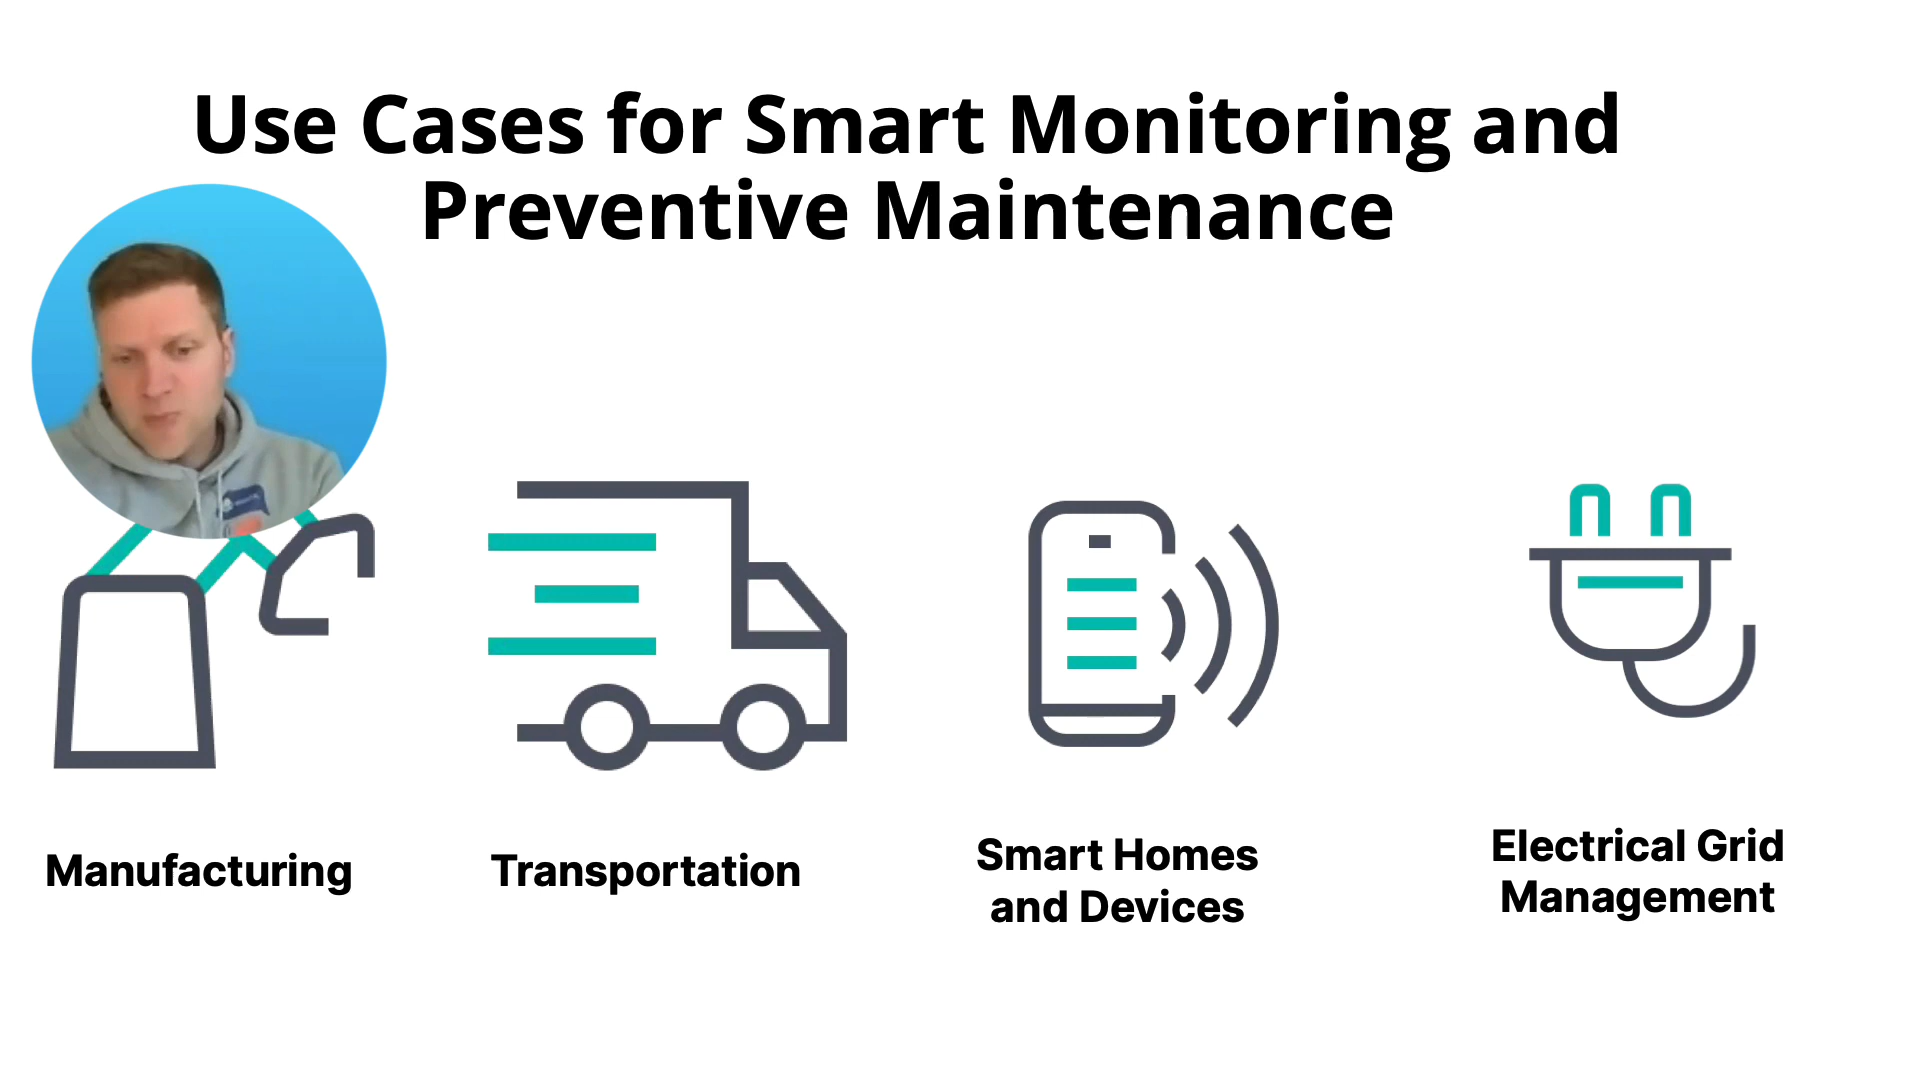 Use Cases for Smart Monitoring and
Preventive Maintenance
Manufacturing
Transportation
Smart Homes
and Devices
Electrical Grid
Management